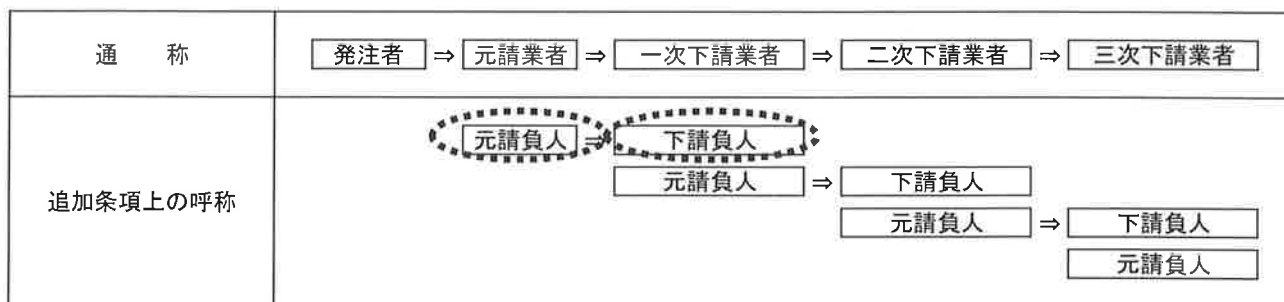 通　　称
発注者 ⇒ 元請業者 ⇒ 一次下請業者 ⇒ 二次下請業者 ⇒ 三次下請業者
追加条項上の呼称
元請負人 ⇒ 下請負人
元請負人 ⇒ 下請負人
元請負人 ⇒ 下請負人
元請負人